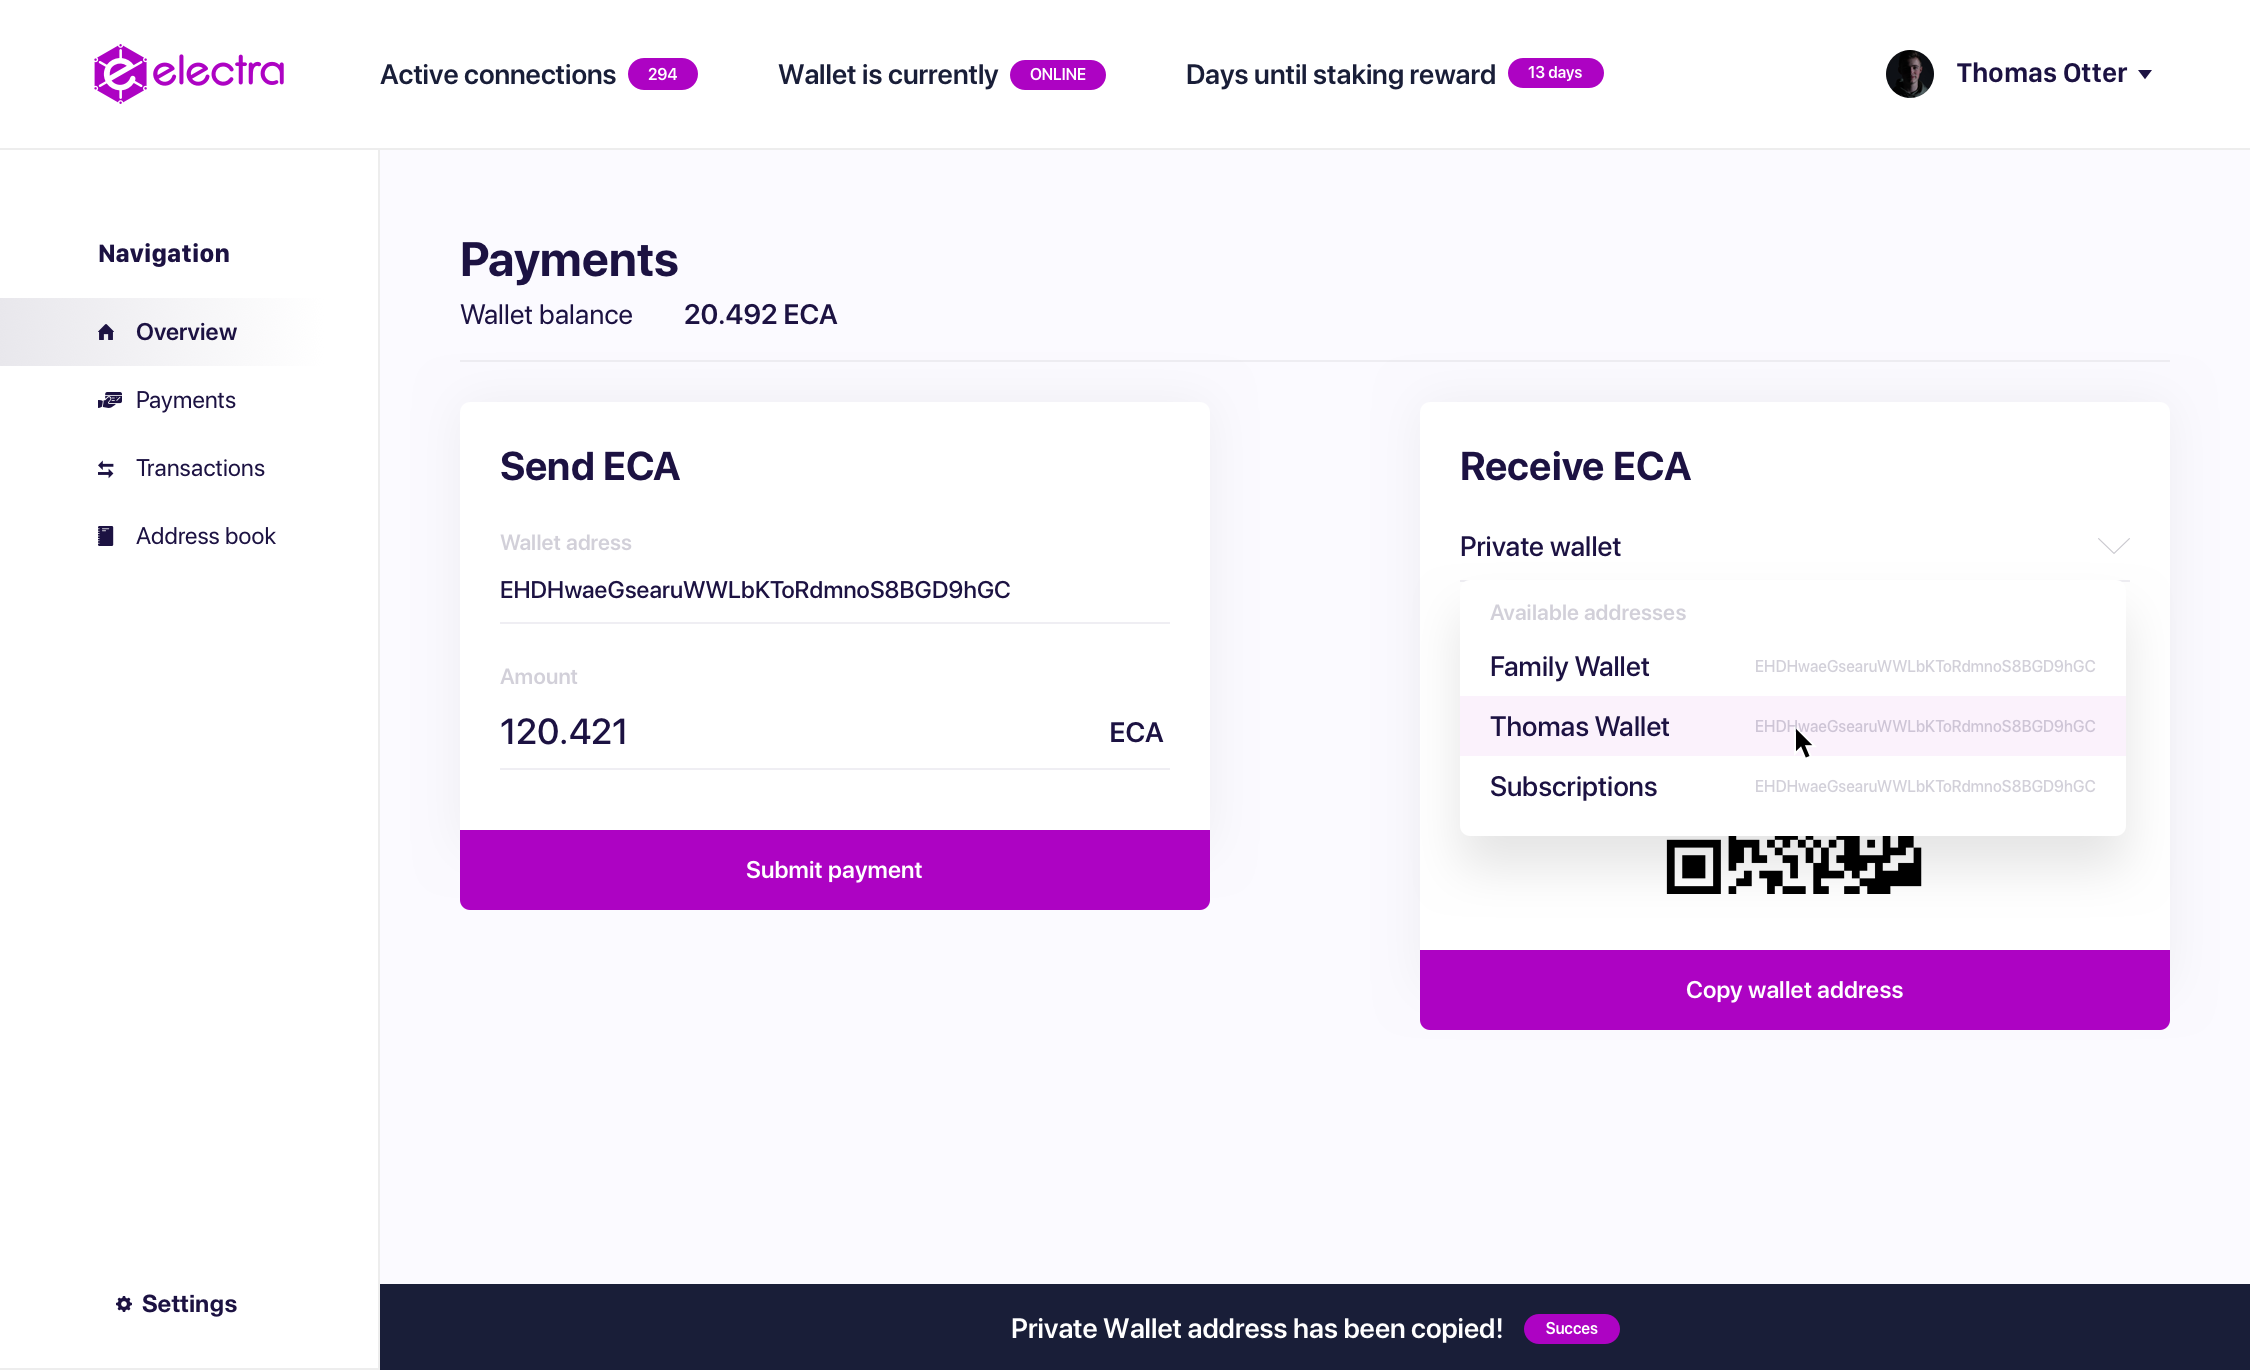 electra
Active connections 294
Wallet is currently ONLINE
Days until staking reward 13 days
Thomas Otter
Navigation
Overview
Payments
Transactions
Address book
Settings
Payments
Wallet balance 20.492 ECA
Send ECA
Wallet adress
EHDHwaeGsearuWWLbKToRdmnoS8BGD9hGC
Amount
120.421 ECA
Submit payment
Receive ECA
Private wallet
Available addresses
Family Wallet EHDHwaeGsearuWWLbKToRdmnoS8BGD9hGC
Thomas Wallet EHDHwaeGsearuWWLbKToRdmnoS8BGD9hGC
Subscriptions EHDHwaeGsearuWWLbKToRdmnoS8BGD9hGC
Copy wallet address
Private Wallet address has been copied! Succes